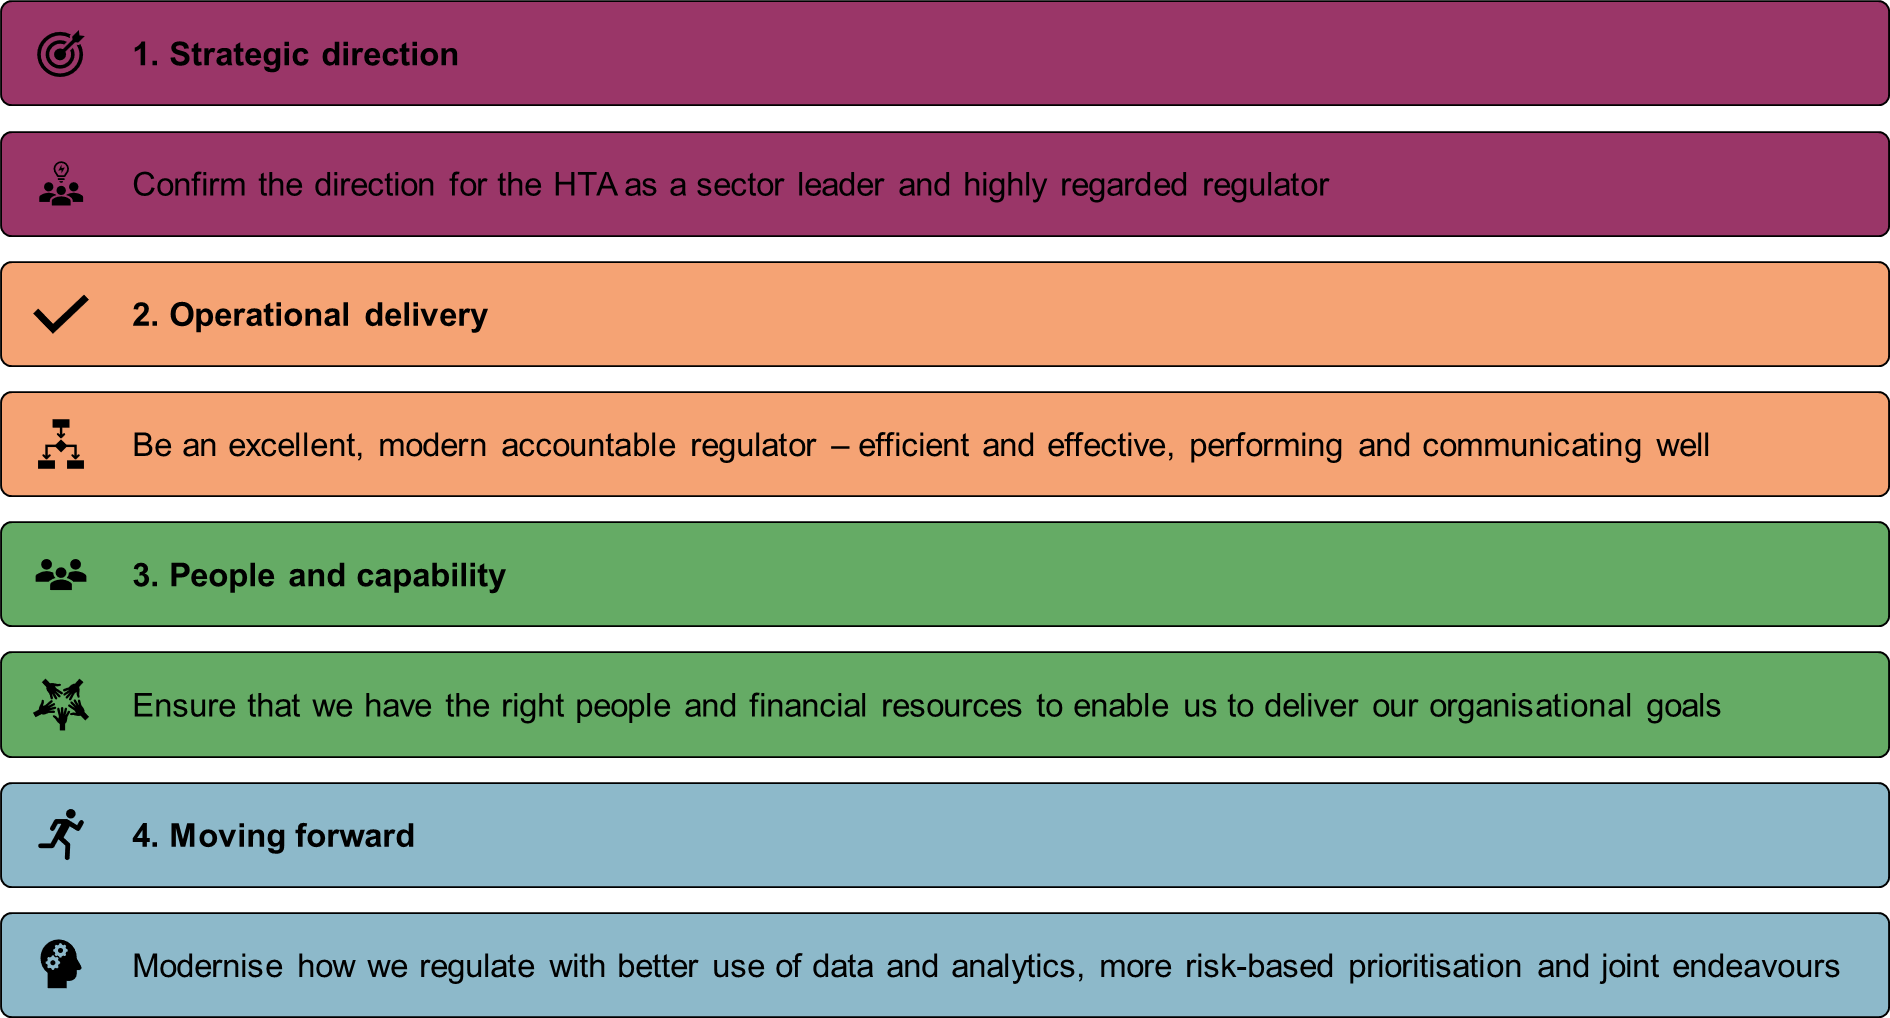 1. Strategic direction
Confirm the direction for the HTA as a sector leader and highly regarded regulator
2. Operational delivery
Be an excellent, modern accountable regulator – efficient and effective, performing and communicating well
3. People and capability
Ensure that we have the right people and financial resources to enable us to deliver our organisational goals
4. Moving forward
Modernise how we regulate with better use of data and analytics, more risk-based prioritisation and joint endeavours